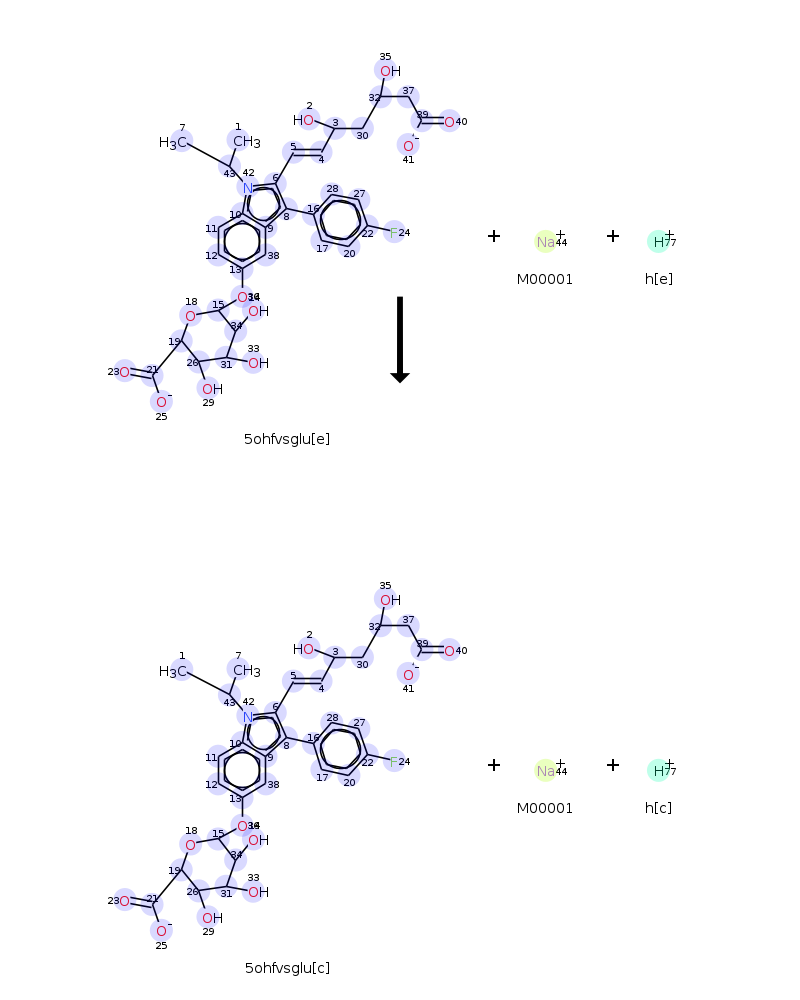 35
OH
32 37
2 39
HO 3 O 40
7 1 30 O-
H3C CH3 5 41
4
43 42 6
N 28 27
11 10 8 16
9 22 F 24
12 38 17 20
13
O
18 15 OH
O 34
19 33
26 31 OH
23 O 21
O- OH
25 29
5ohfvsglu[e]
+ Na+ 44 + H+ 77
M00001 h[e]
35
OH
32 37
2 39
HO 3 O 40
1 7 30 O-
H3C CH3 5 41
4
43 42 6
N 28 27
11 10 8 16
9 22 F 24
12 38 17 20
13
O
18 15 OH
O 34
19 33
26 31 OH
23 O 21
O- OH
25 29
5ohfvsglu[c]
+ Na+ 44 + H+ 77
M00001 h[c]